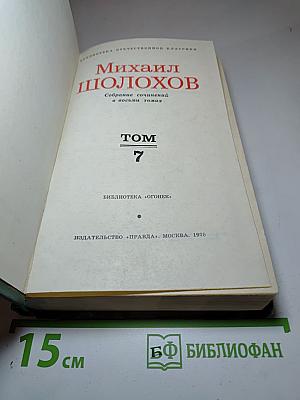 БИБЛИОТЕКА ОТЕЧЕСТВЕННОЙ КЛАССИКИ
Михаил
ШОЛОХОВ
Собрание сочинений
в восьми томах
ТОМ
7
БИБЛИОТЕКА «ОГОНЕК»
ИЗДАТЕЛЬСТВО «ПРАВДА». МОСКВА.
15 см
БФ БИБЛИОФАН